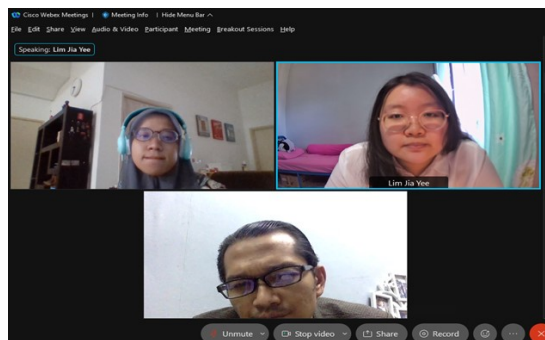 Cisco Webex Meetings | Meeting Info | Hide Menu Bar
File Edit Share View Audio & Video Participant Meeting Breakout Sessions Help
Speaking: Lim Jia Yee
Lim Jia Yee
Unmute Stop video Share Record